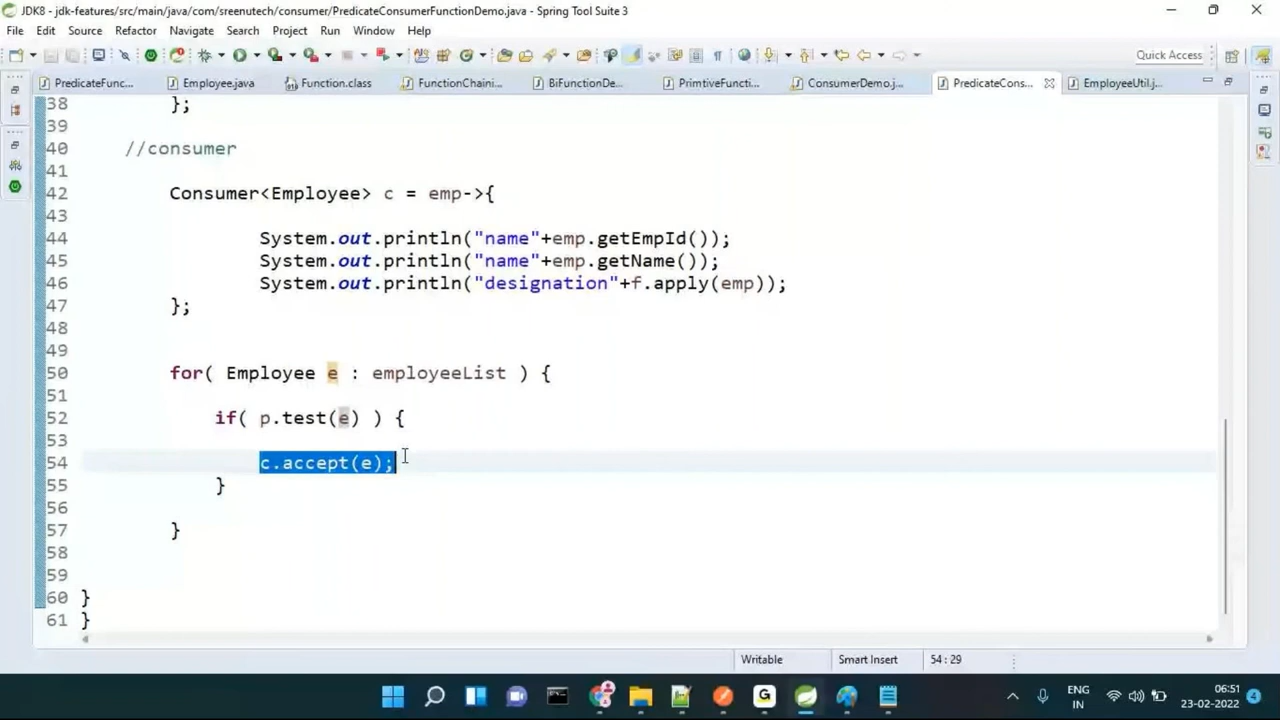 JDK8 - jdk-features/src/main/java/com/sreenutech/consumer/PredicateConsumerFunctionDemo.java - Spring Tool Suite 3
File Edit Source Refactor Navigate Search Project Run Window Help
Quick Access
PredicateFunc... Employee.java Function.class FunctionChaini... BiFunctionDe... PrimtiveFuncti... ConsumerDemo.j... PredicateCons... EmployeeUtil.j...
38 };
39
40 //consumer
41
42 Consumer<Employee> c = emp->{
43
44 System.out.println("name"+emp.getEmpId());
45 System.out.println("name"+emp.getName());
46 System.out.println("designation"+f.apply(emp));
47 };
48
49
50 for( Employee e : employeeList ) {
51
52 if( p.test(e) ) {
53
54 c.accept(e);
55 }
56
57 }
58
59
60 }
61 }
Writable Smart Insert 54 : 29
ENG 06:51
IN 23-02-2022 4